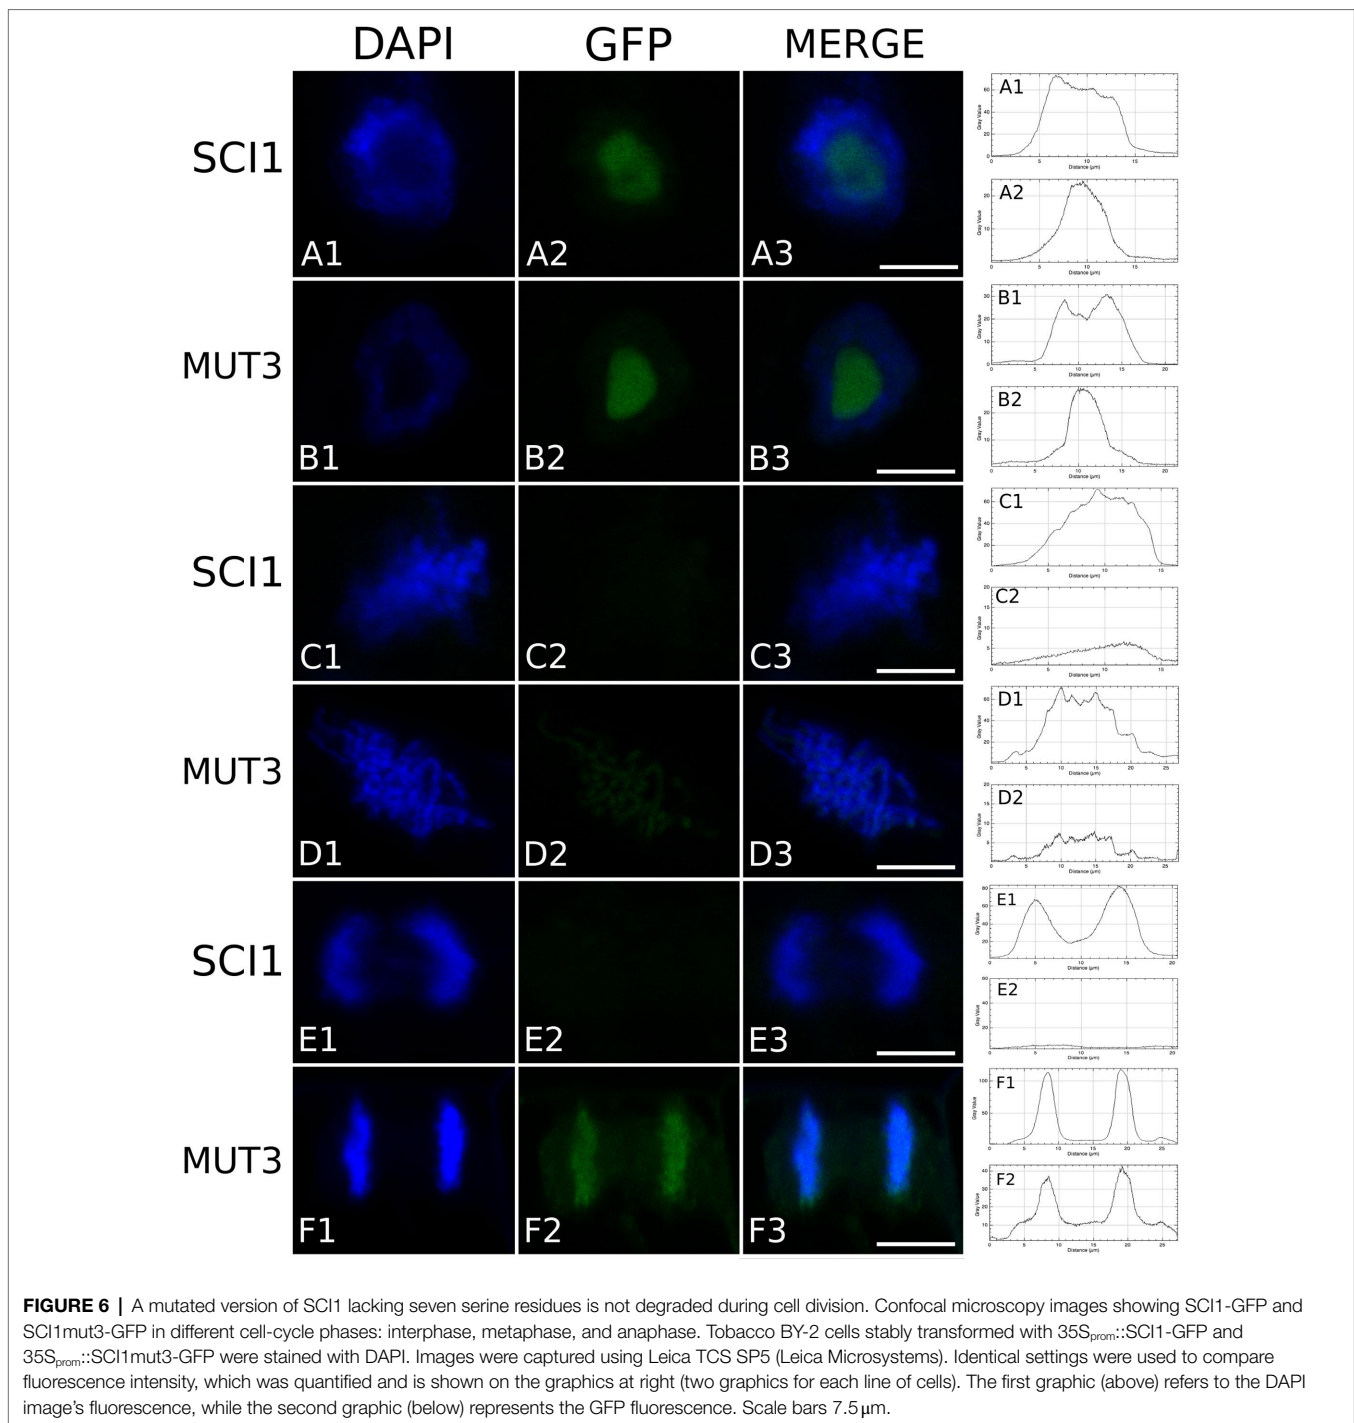 DAPI GFP MERGE
SCI1
A1 A2 A3
A1
A2
MUT3
B1 B2 B3
B1
B2
SCI1
C1 C2 C3
C1
C2
MUT3
D1 D2 D3
D1
D2
SCI1
E1 E2 E3
E1
E2
MUT3
F1 F2 F3
F1
F2
Gray Value
Distance (µm)
FIGURE 6 | A mutated version of SCI1 lacking seven serine residues is not degraded during cell division. Confocal microscopy images showing SCI1-GFP and
SCI1mut3-GFP in different cell-cycle phases: interphase, metaphase, and anaphase. Tobacco BY-2 cells stably transformed with 35Sprom::SCI1-GFP and
35Sprom::SCI1mut3-GFP were stained with DAPI. Images were captured using Leica TCS SP5 (Leica Microsystems). Identical settings were used to compare
fluorescence intensity, which was quantified and is shown on the graphics at right (two graphics for each line of cells). The first graphic (above) refers to the DAPI
image's fluorescence, while the second graphic (below) represents the GFP fluorescence. Scale bars 7.5 µm.